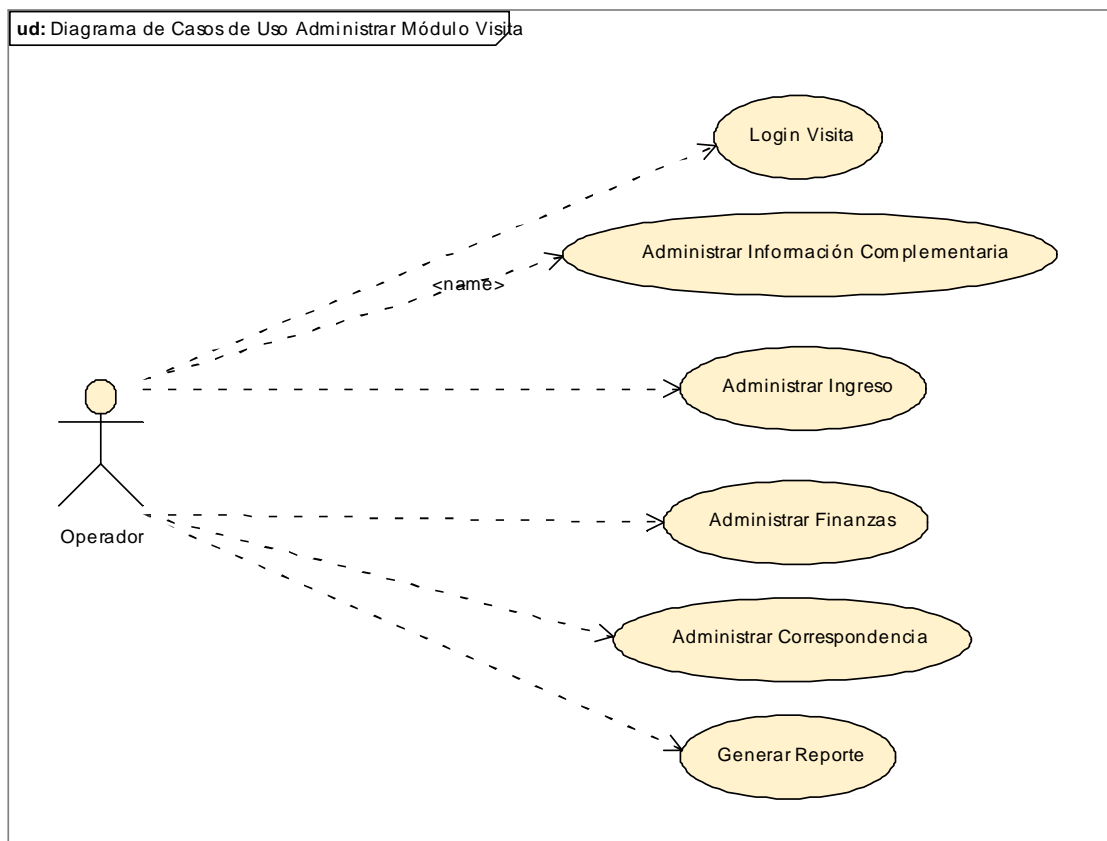 ud: Diagrama de Casos de Uso Administrar Módulo Visita
Login Visita
Administrar Información Complementaria
<name>
Administrar Ingreso
Operador
Administrar Finanzas
Administrar Correspondencia
Generar Reporte